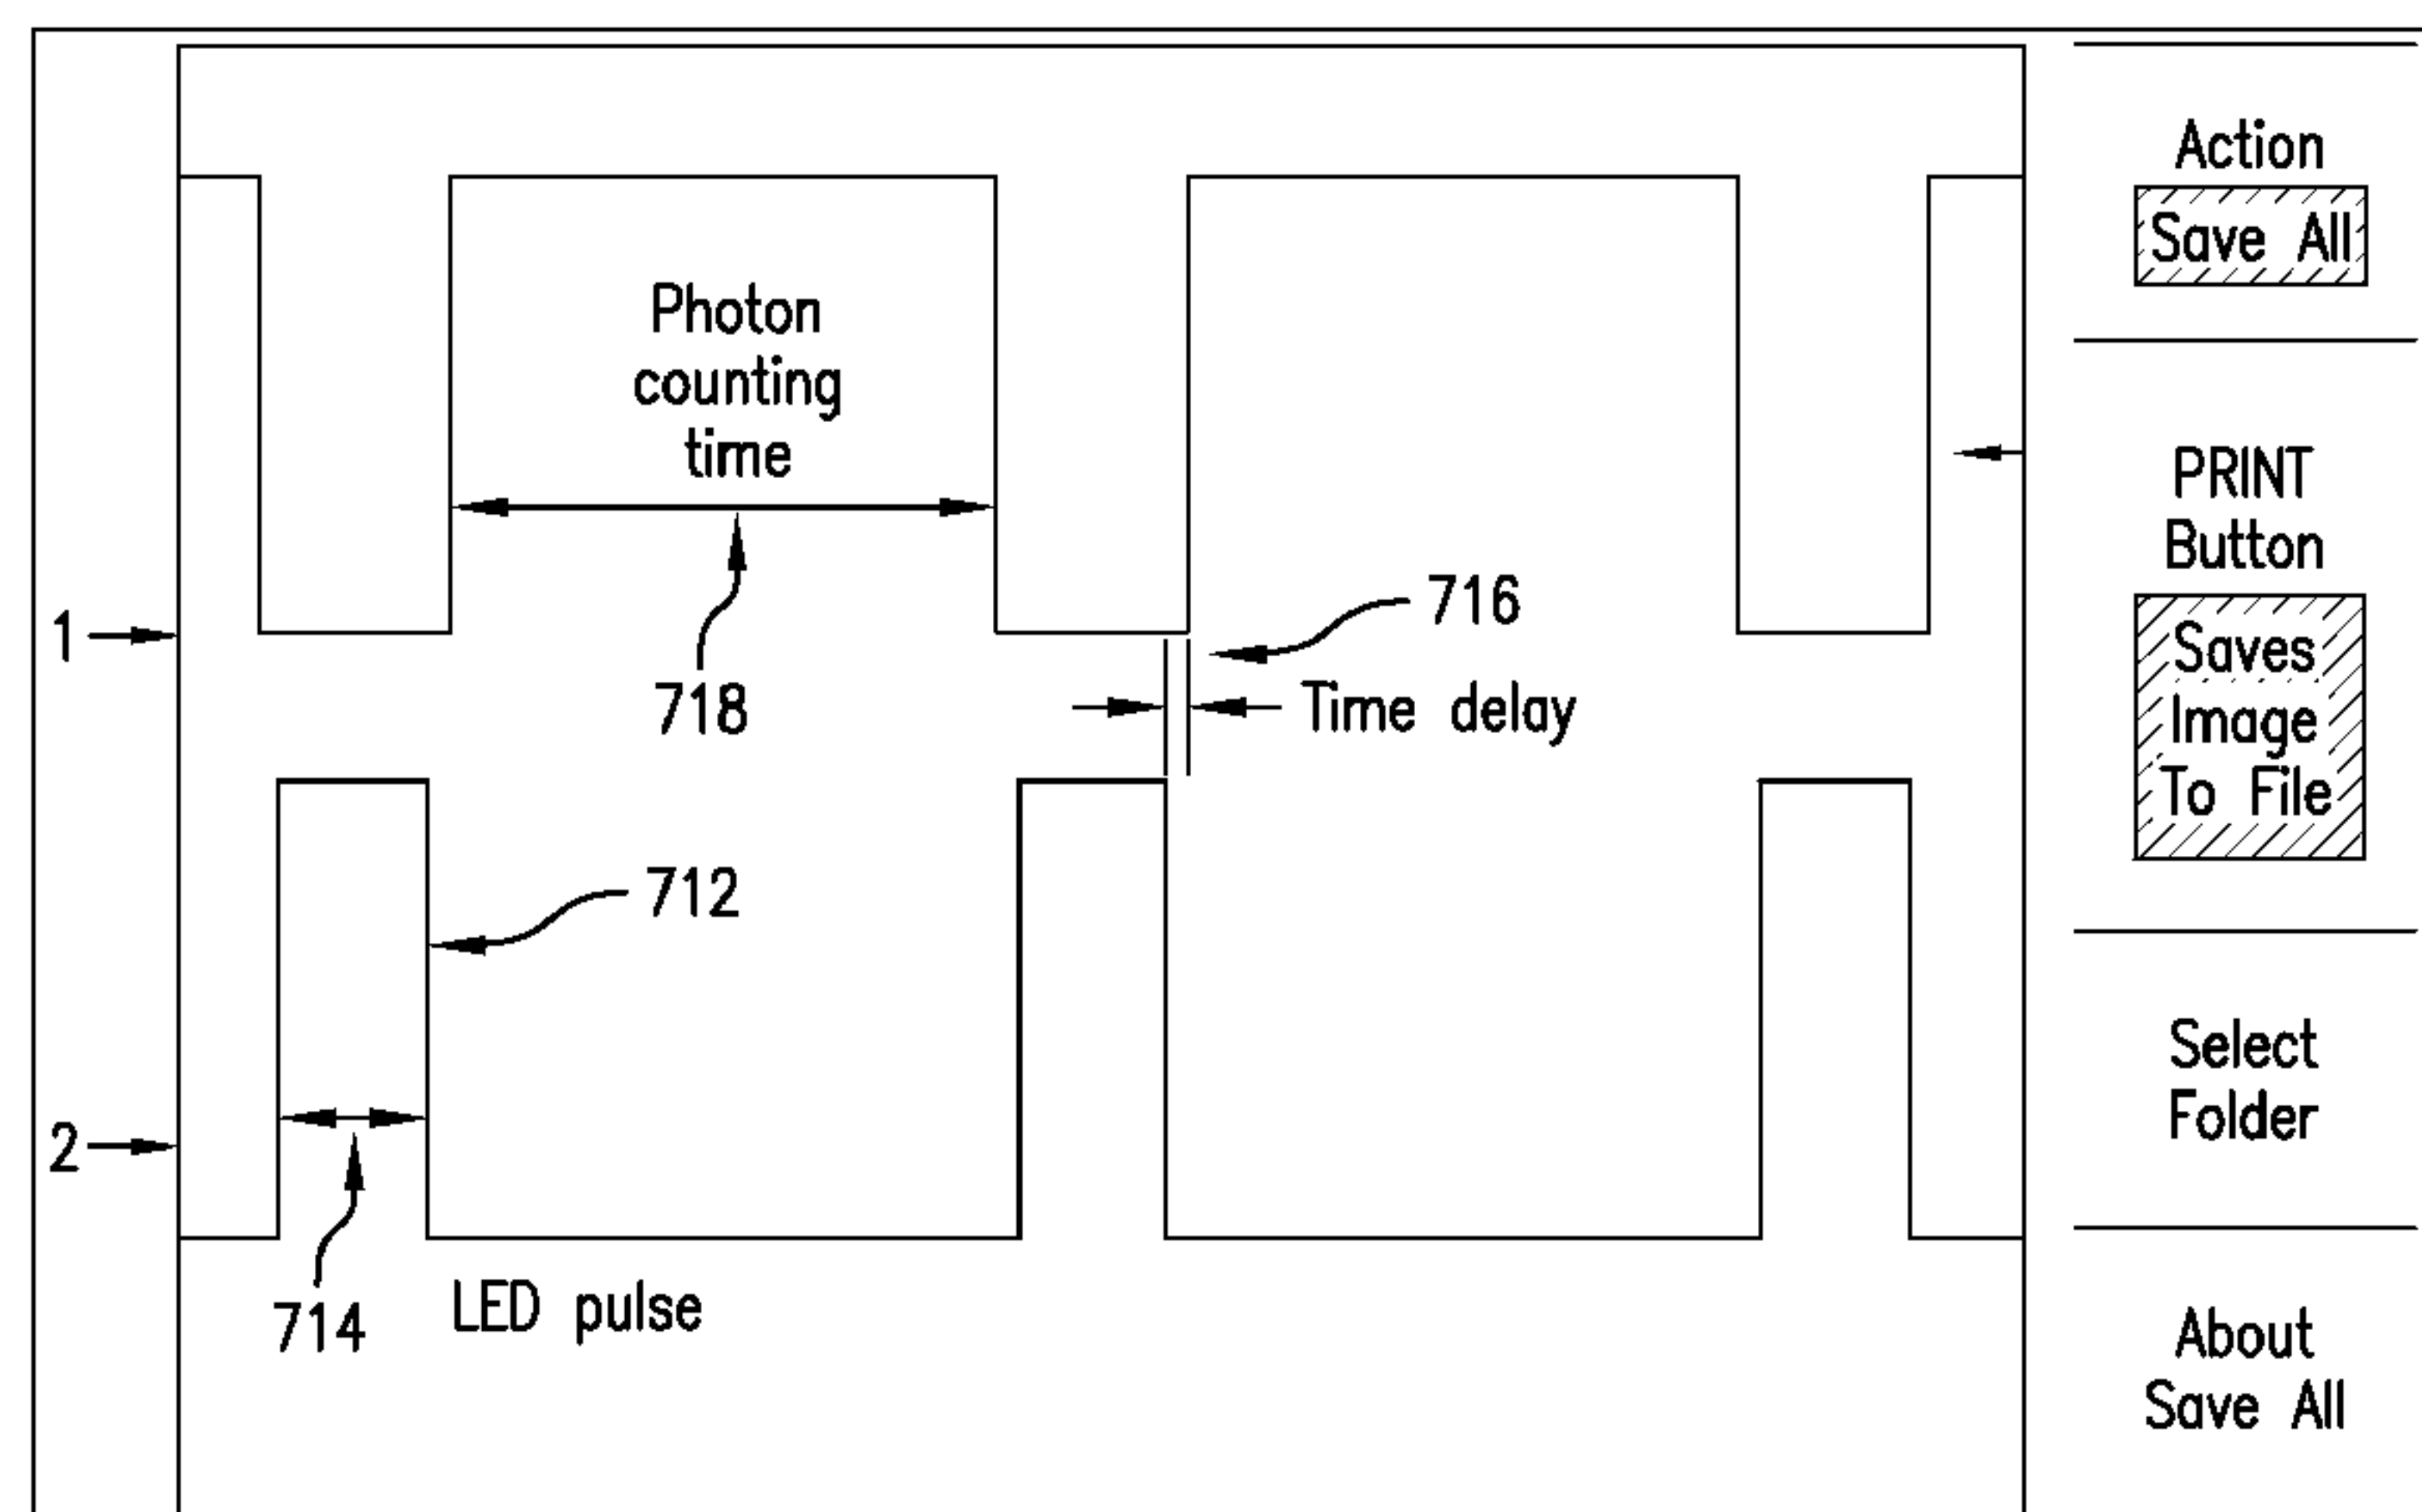 Photon
counting
time
718
716
Time delay
1
712
2
714
LED pulse
Action
Save All
PRINT
Button
Saves
Image
To File
Select
Folder
About
Save All